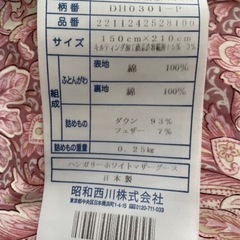 柄番 DH0301-P
品番 2211242528100
サイズ 150cm×210cm
組成
ふとんがわ
表地 綿 100%
裏地 綿 100%
詰めもの ダウン 93%
フェザー 7%
詰めもの重量 0.25kg
ハンガリーホワイトマザーグース
日本製
昭和西川株式会社